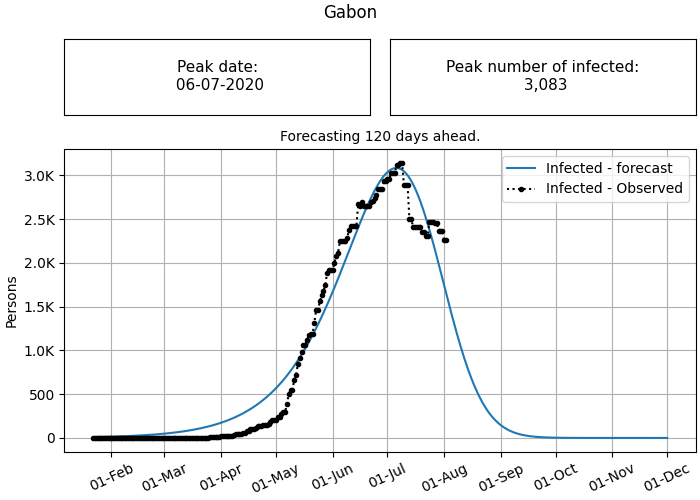 Gabon
Peak date:
06-07-2020
Peak number of infected:
3,083
Forecasting 120 days ahead.
Infected - forecast
Infected - Observed
Persons
3.0K
2.5K
2.0K
1.5K
1.0K
500
0
01-Feb
01-Mar
01-Apr
01-May
01-Jun
01-Jul
01-Aug
01-Sep
01-Oct
01-Nov
01-Dec